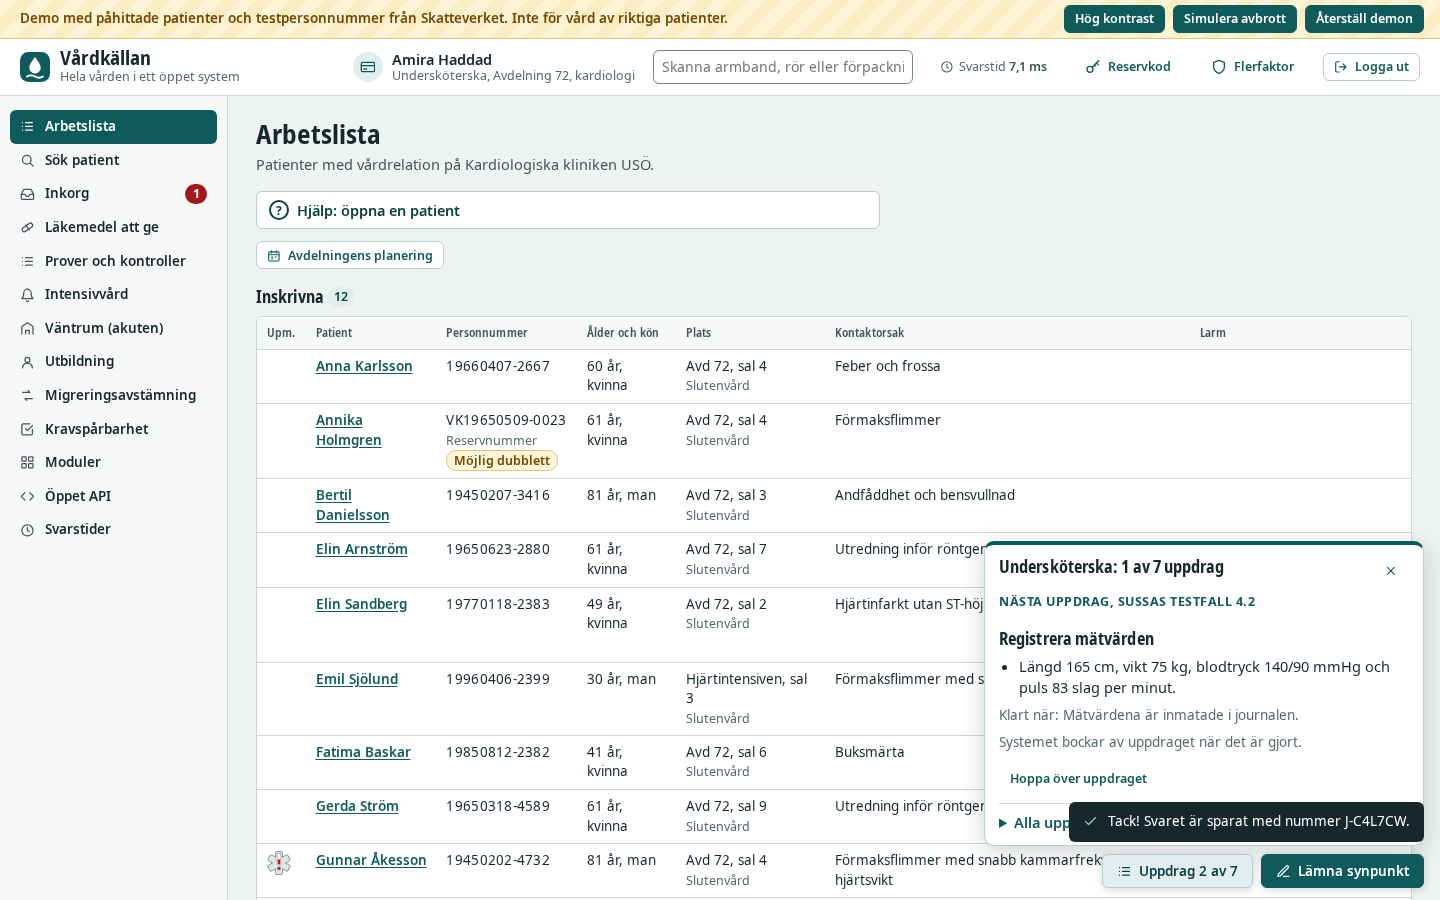 Demo med påhittade patienter och testpersonnummer från Skatteverket. Inte för vård av riktiga patienter.
Hög kontrast
Simulera avbrott
Återställ demon
Vårdkällan
Hela vården i ett öppet system
Amira Haddad
Undersköterska, Avdelning 72, kardiologi
Skanna armband, rör eller förpackni
Svarstid 7,1 ms
Reservkod
Flerfaktor
Logga ut
Arbetslista
Sök patient
Inkorg
1
Läkemedel att ge
Prover och kontroller
Intensivvård
Väntrum (akuten)
Utbildning
Migreringsavstämning
Kravspårbarhet
Moduler
Öppet API
Svarstider
Arbetslista
Patienter med vårdrelation på Kardiologiska kliniken USÖ.
? Hjälp: öppna en patient
Avdelningens planering
Inskrivna 12
Upm. Patient Personnummer Ålder och kön Plats Kontaktorsak Larm
Anna Karlsson 19660407-2667 60 år, Avd 72, sal 4 Feber och frossa
kvinna Slutenvård
Annika VK19650509-0023 61 år, Avd 72, sal 4 Förmaksflimmer
Holmgren Reservnummer kvinna Slutenvård
Möjlig dubblett
Bertil 19450207-3416 81 år, man Avd 72, sal 3 Andfåddhet och bensvullnad
Danielsson Slutenvård
Elin Arnström 19650623-2880 61 år, Avd 72, sal 7 Utredning inför röntgen
kvinna Slutenvård
Elin Sandberg 19770118-2383 49 år, Avd 72, sal 2 Hjärtinfarkt utan ST-höj
kvinna Slutenvård
Emil Sjölund 19960406-2399 30 år, man Hjärtintensiven, sal Förmaksflimmer med s
3
Slutenvård
Fatima Baskar 19850812-2382 41 år, Avd 72, sal 6 Buksmärta
kvinna Slutenvård
Gerda Ström 19650318-4589 61 år, Avd 72, sal 9 Utredning inför röntgen
kvinna Slutenvård
Gunnar Åkesson 19450202-4732 81 år, man Avd 72, sal 4 Förmaksflimmer med snabb kammarfrekv
Slutenvård hjärtsvikt
Undersköterska: 1 av 7 uppdrag
NÄSTA UPPDRAG, SUSSAS TESTFALL 4.2
Registrera mätvärden
• Längd 165 cm, vikt 75 kg, blodtryck 140/90 mmHg och
puls 83 slag per minut.
Klart när: Mätvärdena är inmatade i journalen.
Systemet bockar av uppdraget när det är gjort.
Hoppa över uppdraget
Alla upp
Tack! Svaret är sparat med nummer J-C4L7CW.
Uppdrag 2 av 7
Lämna synpunkt